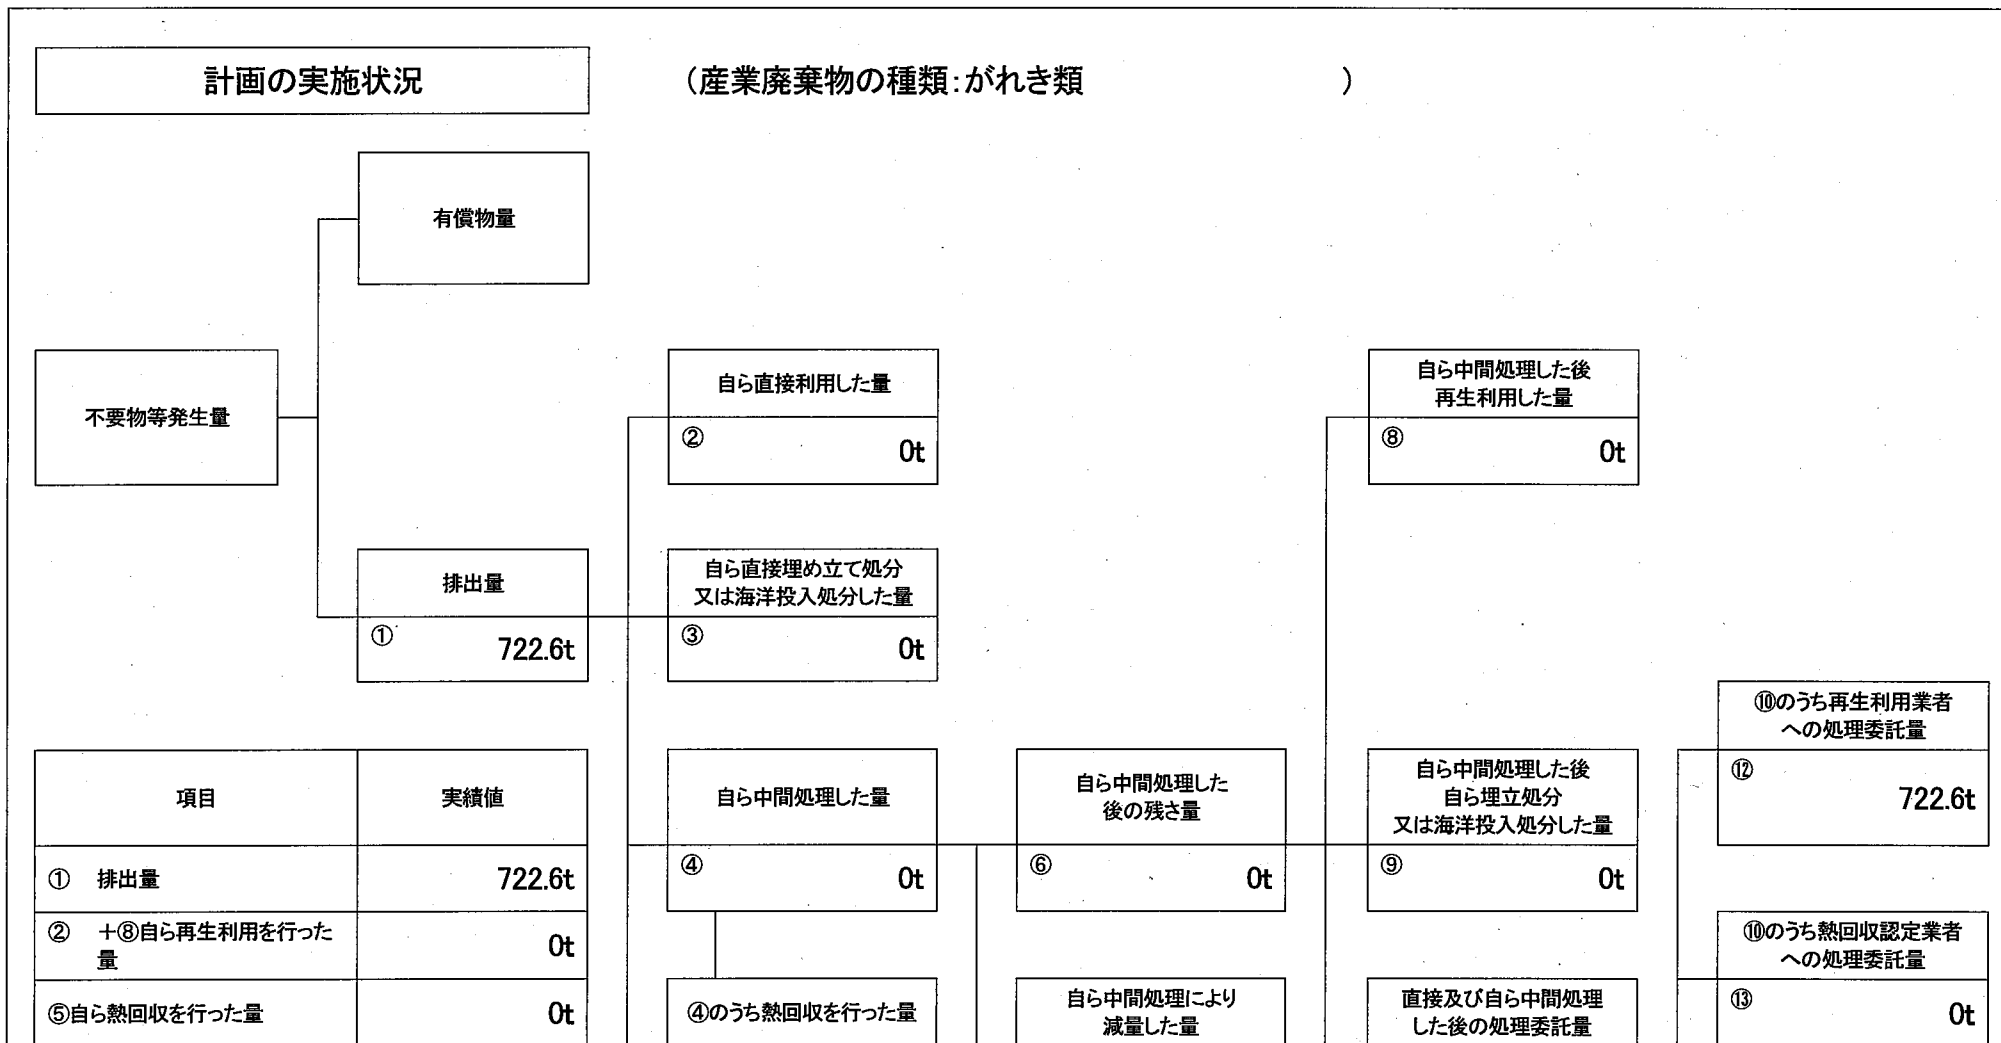 計画の実施状況
（産業廃棄物の種類:がれき類　　　　　　　　）
有償物量
不要物等発生量
自ら直接利用した量
②
0t
自ら中間処理した後
再生利用した量
⑧
0t
排出量
①
722.6t
自ら直接埋め立て処分
又は海洋投入処分した量
③
0t
⑩のうち再生利用業者
への処理委託量
⑫
722.6t
項目
実績値
①　排出量
722.6t
②　＋⑧自ら再生利用を行った
量
0t
⑤自ら熱回収を行った量
0t
自ら中間処理した量
④
0t
自ら中間処理した
後の残さ量
⑥
0t
自ら中間処理した後
自ら埋立処分
又は海洋投入処分した量
⑨
0t
⑩のうち熱回収認定業者
への処理委託量
⑬
0t
④のうち熱回収を行った量
自ら中間処理により
減量した量
直接及び自ら中間処理
した後の処理委託量